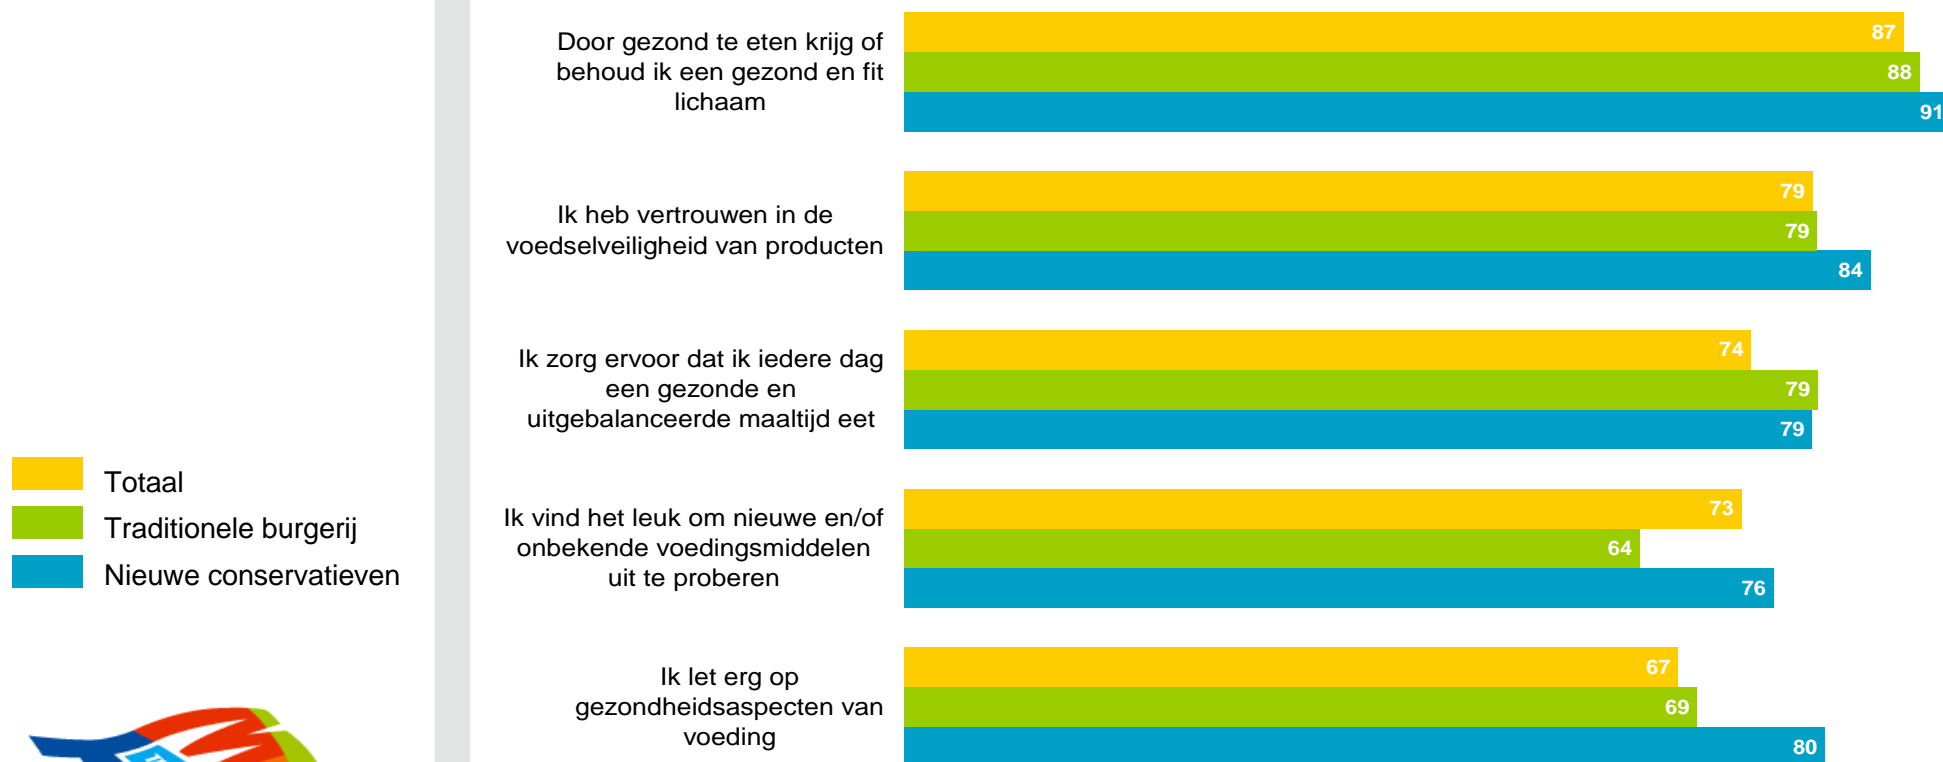 Door gezond te eten krijg of
behoud ik een gezond en fit
lichaam
87
88
91
Ik heb vertrouwen in de
voedselveiligheid van producten
79
79
84
Ik zorg ervoor dat ik iedere dag
een gezonde en
uitgebalanceerde maaltijd eet
74
79
79
Ik vind het leuk om nieuwe en/of
onbekende voedingsmiddelen
uit te proberen
73
64
76
Ik let erg op
gezondheidsaspecten van
voeding
67
69
80
Totaal
Traditionele burgerij
Nieuwe conservatieven